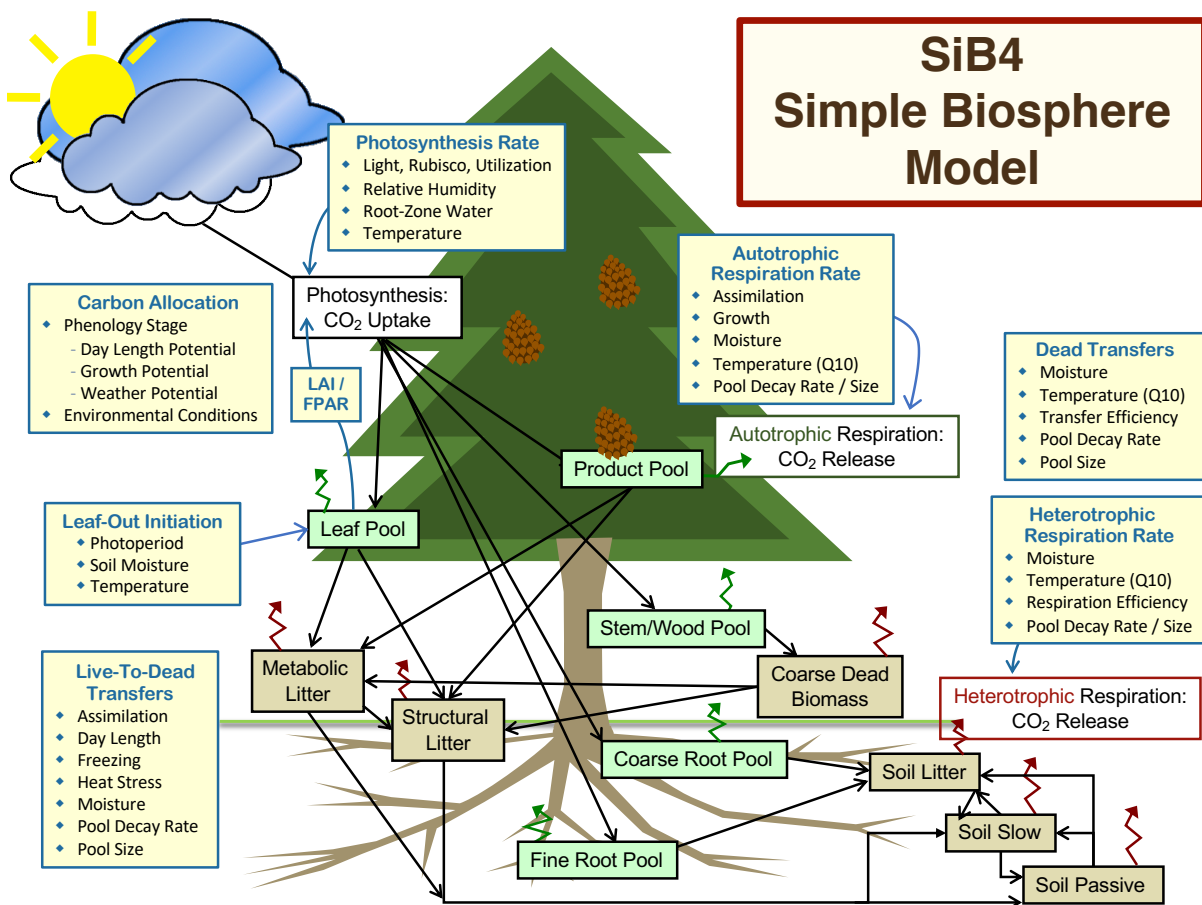 SiB4
Simple Biosphere
Model
Photosynthesis Rate
Light, Rubisco, Utilization
Relative Humidity
Root-Zone Water
Temperature
Autotrophic
Respiration Rate
Assimilation
Growth
Moisture
Temperature (Q10)
Pool Decay Rate / Size
Photosynthesis:
CO₂ Uptake
Carbon Allocation
Phenology Stage
- Day Length Potential
- Growth Potential
- Weather Potential
Environmental Conditions
LAI /
FPAR
Dead Transfers
Moisture
Temperature (Q10)
Transfer Efficiency
Pool Decay Rate
Pool Size
Autotrophic Respiration:
CO₂ Release
Product Pool
Leaf-Out Initiation
Photoperiod
Soil Moisture
Temperature
Leaf Pool
Heterotrophic
Respiration Rate
Moisture
Temperature (Q10)
Respiration Efficiency
Pool Decay Rate / Size
Stem/Wood Pool
Metabolic
Litter
Coarse Dead
Biomass
Live-To-Dead
Transfers
Assimilation
Day Length
Freezing
Heat Stress
Moisture
Pool Decay Rate
Pool Size
Structural
Litter
Heterotrophic Respiration:
CO₂ Release
Coarse Root Pool
Soil Litter
Soil Slow
Fine Root Pool
Soil Passive